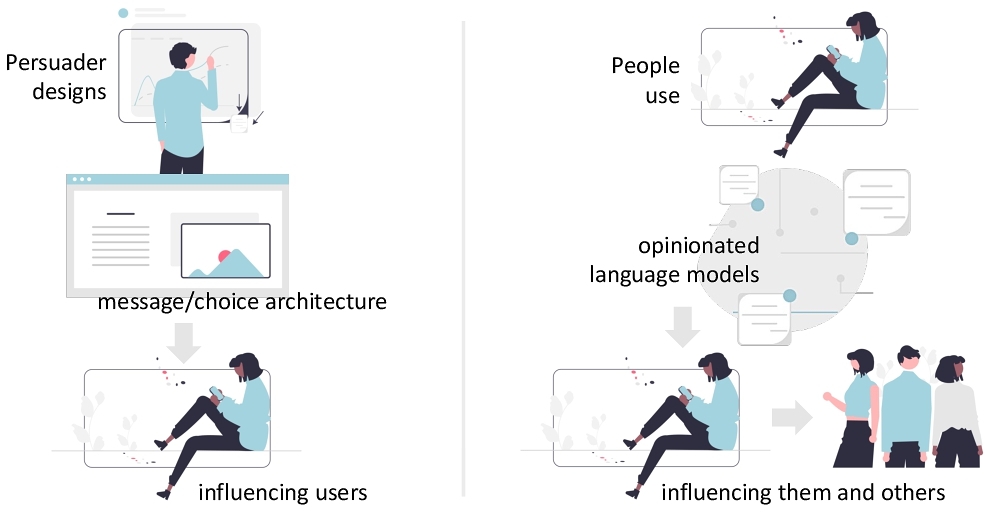 Persuader
designs
message/choice architecture
influencing users
People
use
opinionated
language models
influencing them and others